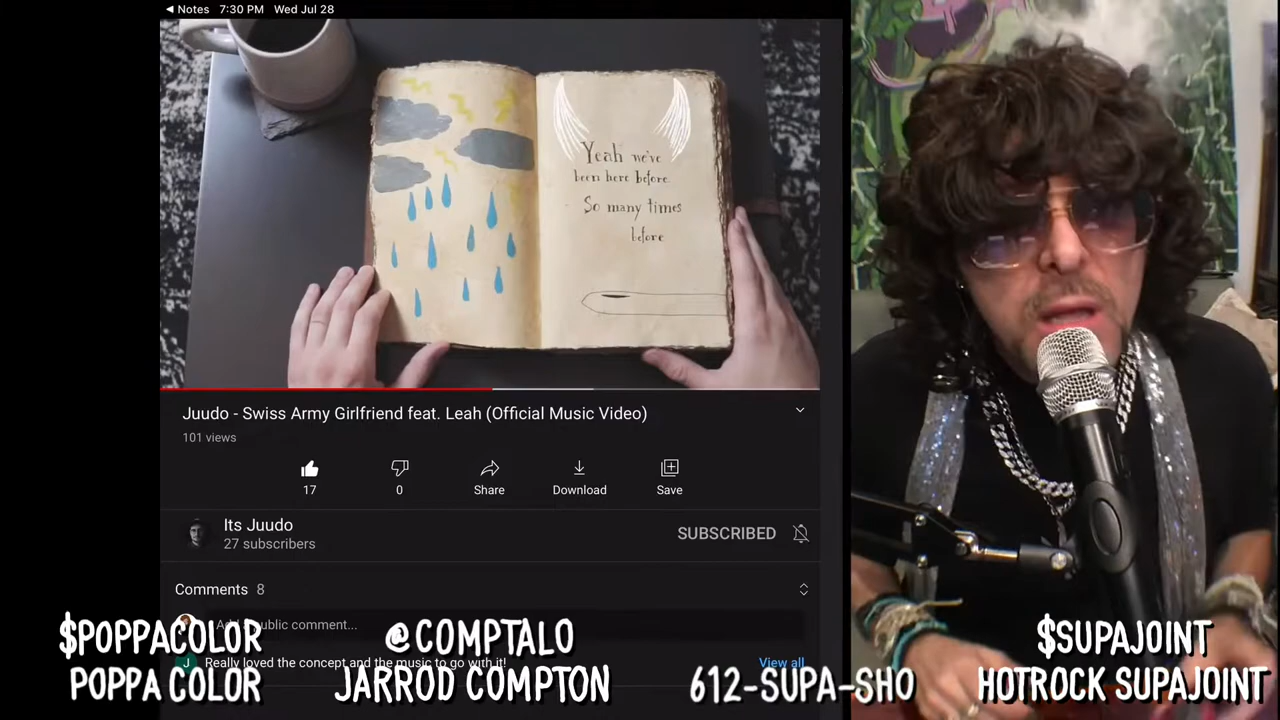 Notes 7:30 PM Wed Jul 28
Yeah we've
been here before.
So many times
before
Juudo - Swiss Army Girlfriend feat. Leah (Official Music Video)
101 views
17 0 Share Download Save
Its Juudo
27 subscribers
SUBSCRIBED
Comments 8
Add a public comment...
J Really loved the concept and the music to go with it! View all
$POPPACOLOR
POPPA COLOR
@COMPTALO
JARROD COMPTON
612-SUPA-SHO
$SUPAJOINT
HOTROCK SUPAJOINT